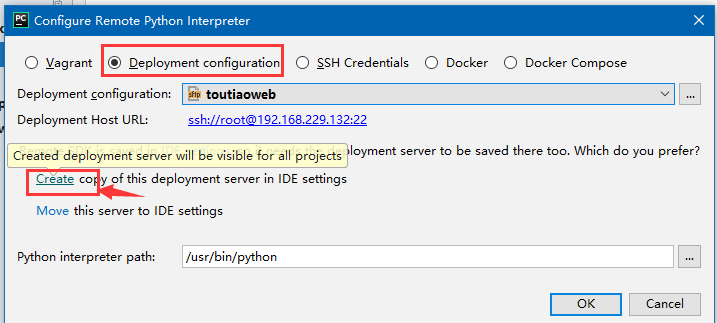 PC Configure Remote Python Interpreter
Vagrant Deployment configuration SSH Credentials Docker Docker Compose
Deployment configuration: sftp toutiaoweb ...
Deployment Host URL: ssh://root@192.168.229.132:22
Created deployment server will be visible for all projects
deployment server to be saved there too. Which do you prefer?
Create copy of this deployment server in IDE settings
Move this server to IDE settings
Python interpreter path: /usr/bin/python ...
OK Cancel